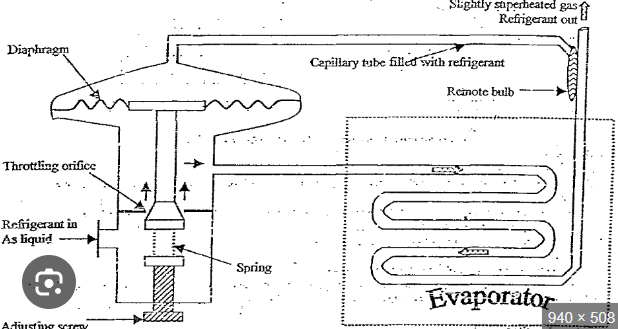 Slightly superheated gas
Refrigerant out
Diaphragm
Capillary tube filled with refrigerant
Remote bulb
Throttling orifice
Refrigerant in
As liquid
Spring
Evaporator
940 × 508
Adjusting screw